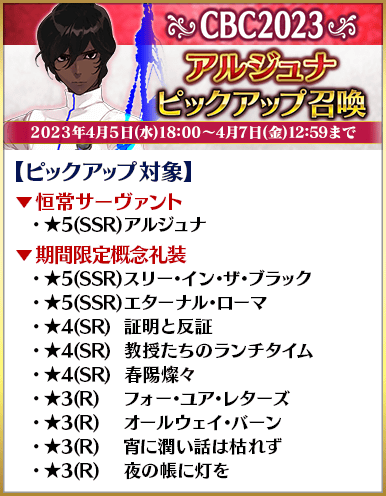 CBC2023
アルジュナ
ピックアップ召喚
2023年4月5日(水)18:00～4月7日(金)12:59まで
【ピックアップ対象】
▼恒常サーヴァント
・★5(SSR)アルジュナ
▼期間限定概念礼装
・★5(SSR)スリー・イン・ザ・ブラック
・★5(SSR)エターナル・ローマ
・★4(SR) 証明と反証
・★4(SR) 教授たちのランチタイム
・★4(SR) 春陽燦々
・★3(R) フォー・ユア・レターズ
・★3(R) オールウェイ・バーン
・★3(R) 宵に潤い話は枯れず
・★3(R) 夜の帳に灯を